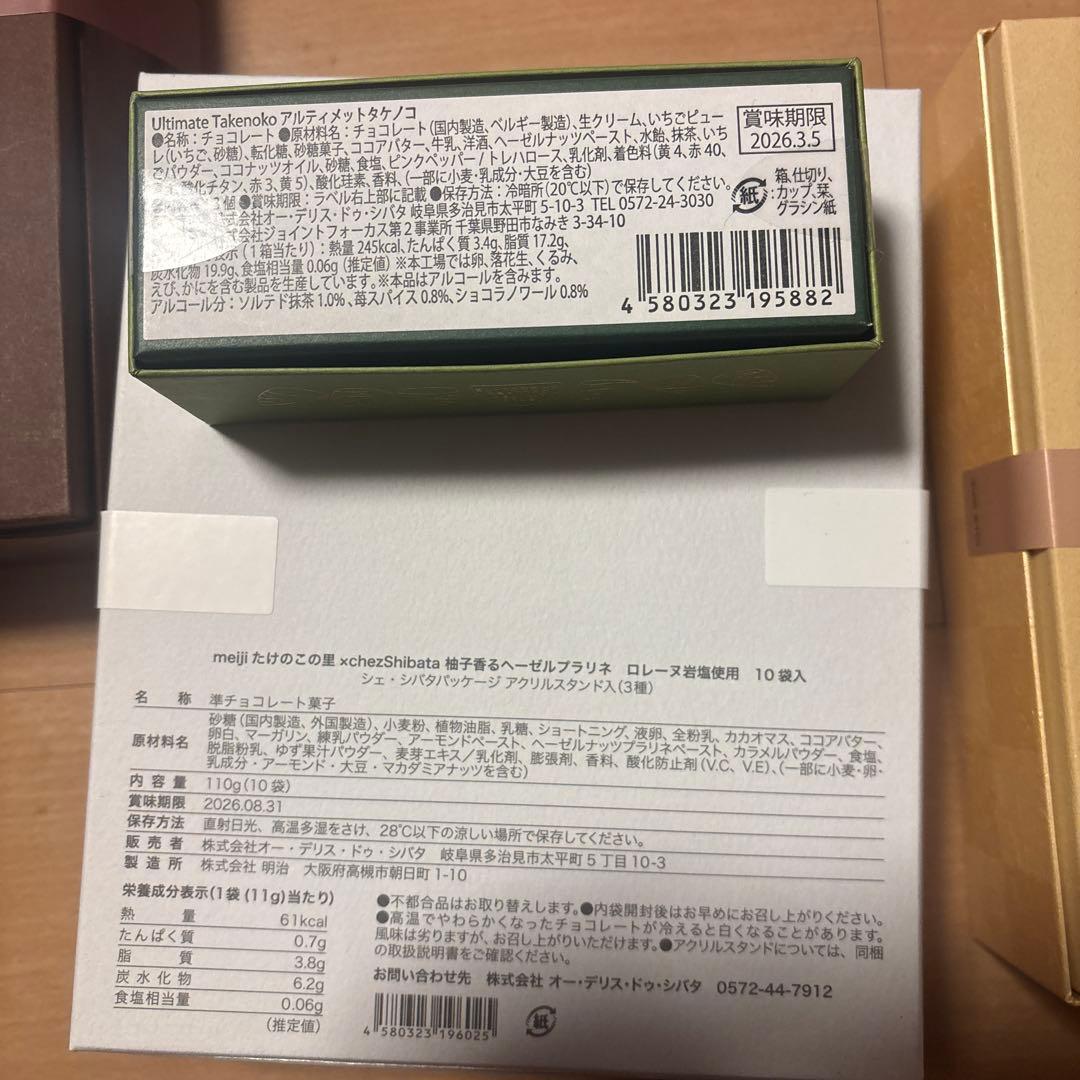 Ultimate Takenoko アルティメットタケノコ
●名称：チョコレート ●原材料名：チョコレート（国内製造、ベルギー製造）、生クリーム、いちごピュー
レ（いちご、砂糖）、転化糖、砂糖菓子、ココアバター、牛乳、洋酒、ヘーゼルナッツペースト、水飴、抹茶、いち
ごパウダー、ココナッツオイル、砂糖、食塩、ピンクペッパー / トレハロース、乳化剤、着色料（黄 4、赤 40、
酸化チタン、赤 3、黄 5）、酸化珪素、香料、（一部に小麦・乳成分・大豆を含む）
個 ●賞味期限：ラベル右上部に記載 ●保存方法：冷暗所（20℃以下）で保存してください。
株式会社オー・デリス・ドゥ・シバタ 岐阜県多治見市太平町 5-10-3 TEL 0572-24-3030
株式会社ジョイントフォーカス第 2 事業所 千葉県野田市なみき 3-34-10
表示（1 箱当たり）：熱量 245kcal、たんぱく質 3.4g、脂質 17.2g、
炭水化物 19.9g、食塩相当量 0.06g（推定値）※本工場では卵、落花生、くるみ、
えび、かにを含む製品を生産しています。※本品はアルコールを含みます。
アルコール分：ソルテド抹茶 1.0%、苺スパイス 0.8%、ショコラノワール 0.8%
賞味期限
2026.3.5
紙
箱、仕切り、
カップ、栞、
グラシン紙
4 580323 195882
meiji たけのこの里 ×chezShibata 柚子香るヘーゼルプラリネ ロレーヌ岩塩使用 10袋入
シェ・シバタパッケージ アクリルスタンド入（3種）
名称 準チョコレート菓子
原材料名 砂糖（国内製造、外国製造）、小麦粉、植物油脂、乳糖、ショートニング、液卵、全粉乳、カカオマス、ココアバター、
卵白、マーガリン、練乳パウダー、アーモンドペースト、ヘーゼルナッツプラリネペースト、カラメルパウダー、食塩、
脱脂粉乳、ゆず果汁パウダー、麦芽エキス／乳化剤、膨張剤、香料、酸化防止剤（V.C、V.E）、（一部に小麦・卵・
乳成分・アーモンド・大豆・マカダミアナッツを含む）
内容量 110g（10袋）
賞味期限 2026.08.31
保存方法 直射日光、高温多湿をさけ、28℃以下の涼しい場所で保存してください。
販売者 株式会社オー・デリス・ドゥ・シバタ 岐阜県多治見市太平町5丁目10-3
製造所 株式会社 明治 大阪府高槻市朝日町1-10
栄養成分表示（1袋（11g）当たり）
熱量 61kcal
たんぱく質 0.7g
脂質 3.8g
炭水化物 6.2g
食塩相当量 0.06g
（推定値）
●不都合品はお取り替えします。●内袋開封後はお早めにお召し上がりください。
●高温でやわらかくなったチョコレートが冷えると白くなることがあります。
風味は劣りますが、お召し上がりいただけます。●アクリルスタンドについては、同梱
の取扱説明書をご確認ください。
お問い合わせ先 株式会社 オー・デリス・ドゥ・シバタ 0572-44-7912
4 580323 196025
紙